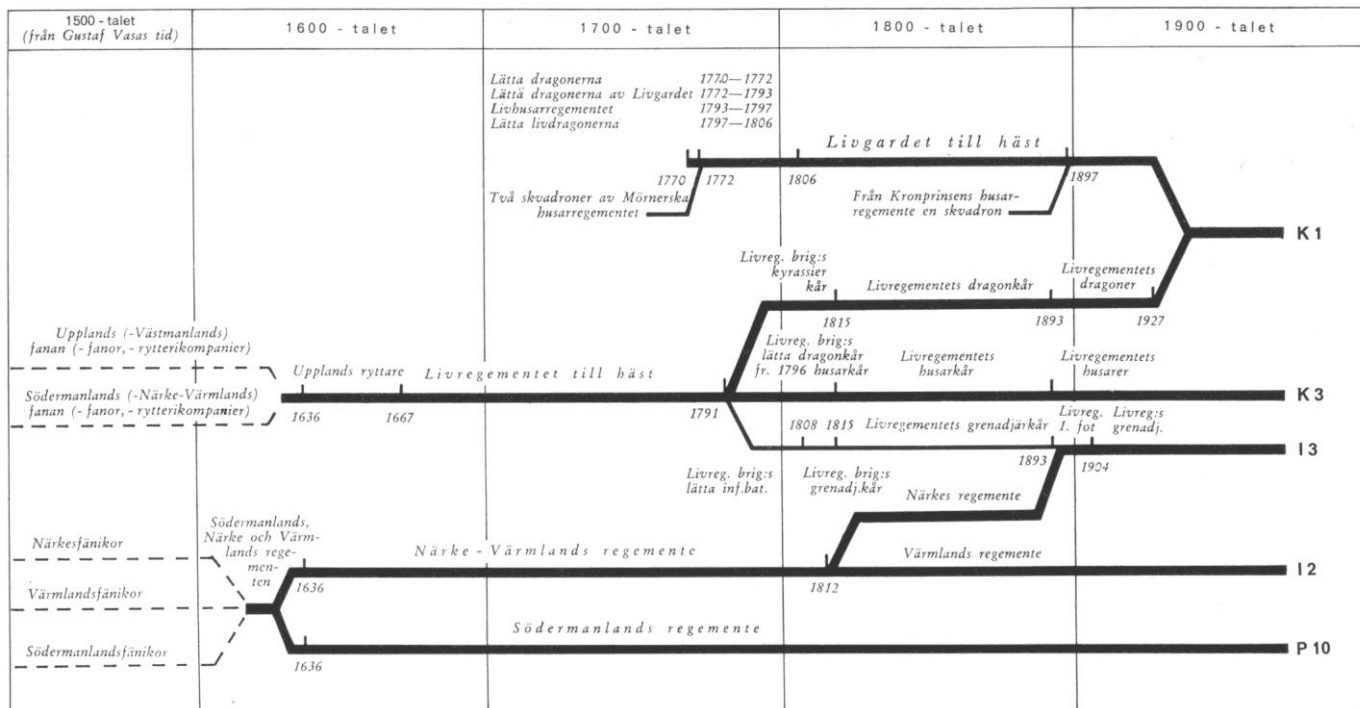 1500 - talet
(från Gustaf Vasas tid)
1600 - talet
1700 - talet
1800 - talet
1900 - talet
Lätta dragonerna 1770—1772
Lättä dragonerna av Livgardet 1772—1793
Livhusarregementet 1793—1797
Lätta livdragonerna 1797—1806
Livgardet till häst
1770
1772
1806
1897
Två skvadroner av Mörnerska
husarregementet
Från Kronprinsens husar-
regemente en skvadron
K 1
Livreg. brig:s
kyrassier
kår
Livregementets dragonkår
Livregementets
dragoner
1815
1893
1927
Upplands (-Västmanlands)
fanan (- fanor, - rytterikompanier)
Södermanlands (-Närke-Värmlands)
fanan (- fanor, - rytterikompanier)
Upplands ryttare
Livregementet till häst
1636
1667
1791
Livreg. brig:s
lätta dragonkår
fr. 1796 husarkår
Livregementets
husarkår
Livregementets
husarer
K 3
1808
1815
Livregementets grenadjärkår
Livreg.
1. fot
Livreg:s
grenadj.
1893
1904
I 3
Livreg. brig:s
lätta inf.bat.
Livreg. brig:s
grenadj.kår
Närkes regemente
Närkesfänikor
Värmlandsfänikor
Södermanlandsfänikor
Södermanlands,
Närke och Värm-
lands rege-
men-
ten
Närke - Värmlands regemente
1636
1812
Värmlands regemente
I 2
Södermanlands regemente
1636
P 10